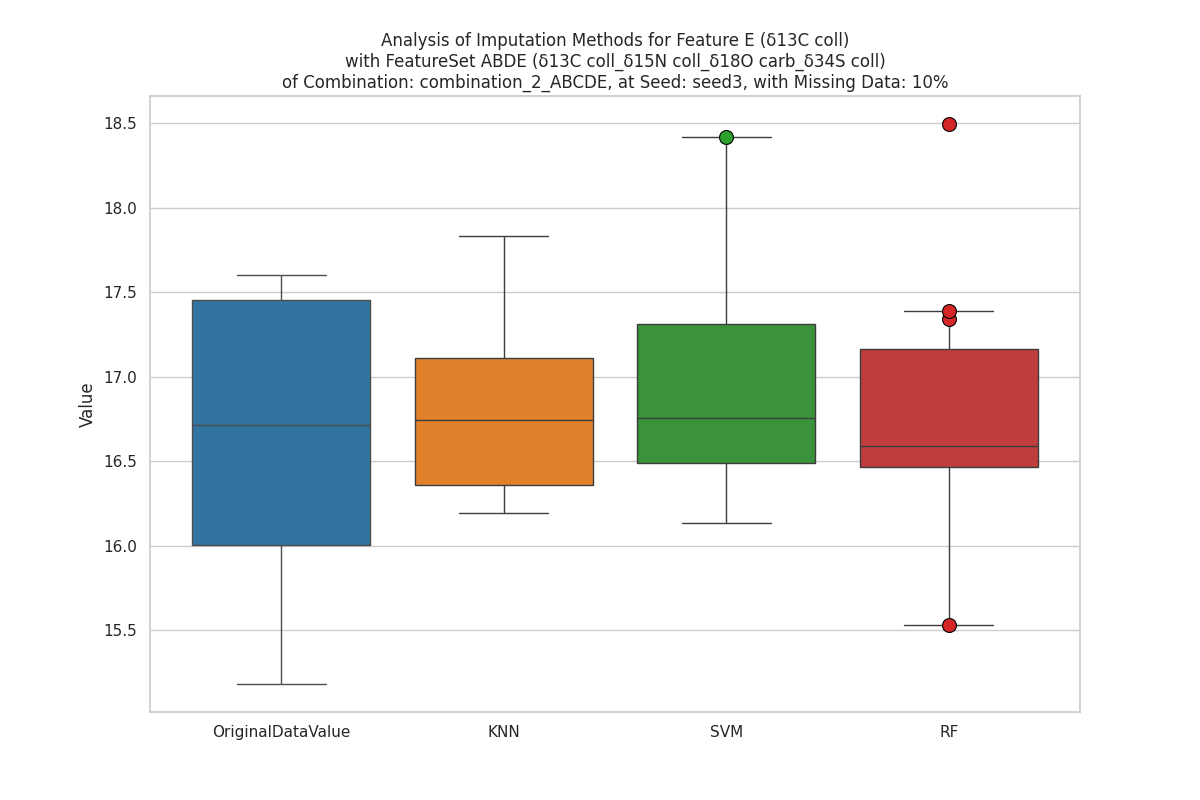 Analysis of Imputation Methods for Feature E (δ13C coll)
with FeatureSet ABDE (δ13C coll_δ15N coll_δ18O carb_δ34S coll)
of Combination: combination_2_ABCDE, at Seed: seed3, with Missing Data: 10%
18.5
18.0
17.5
17.0
16.5
16.0
15.5
Value
OriginalDataValue
KNN
SVM
RF